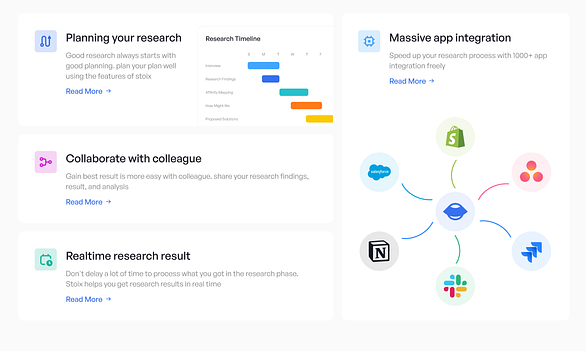 Planning your research
Good research always starts with
good planning. plan your plan well
using the features of stoix
Read More →
Research Timeline
S M T W T F
Interview
Research Findings
Affinity Mapping
How Might We
Proposed Solutions
Collaborate with colleague
Gain best result is more easy with colleague, share your research findings,
result, and analysis
Read More →
Realtime research result
Don't delay a lot of time to process what you got in the research phase.
Stoix helps you get research results in real time
Read More →
Massive app integration
Speed up your research process with 1000+ app
integration freely
Read More →
salesforce